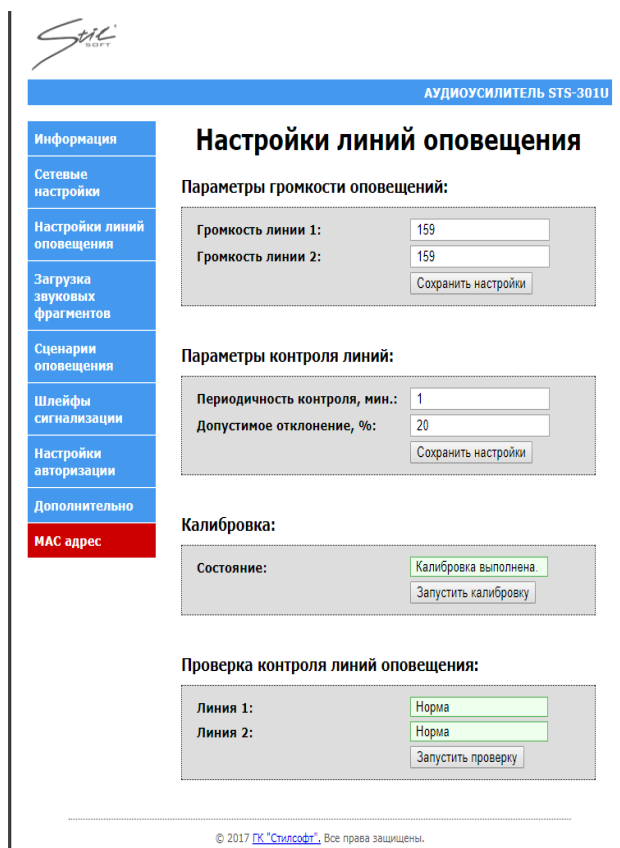 Stil
SOFT
АУДИОУСИЛИТЕЛЬ STS-301U
Информация
Сетевые
настройки
Настройки линий
оповещения
Загрузка
звуковых
фрагментов
Сценарии
оповещения
Шлейфы
сигнализации
Настройки
авторизации
Дополнительно
MAC адрес
Настройки линий оповещения
Параметры громкости оповещений:
Громкость линии 1: 159
Громкость линии 2: 159
Сохранить настройки
Параметры контроля линий:
Периодичность контроля, мин.: 1
Допустимое отклонение, %: 20
Сохранить настройки
Калибровка:
Состояние: Калибровка выполнена.
Запустить калибровку
Проверка контроля линий оповещения:
Линия 1: Норма
Линия 2: Норма
Запустить проверку
© 2017 ГК "Стилсофт". Все права защищены.